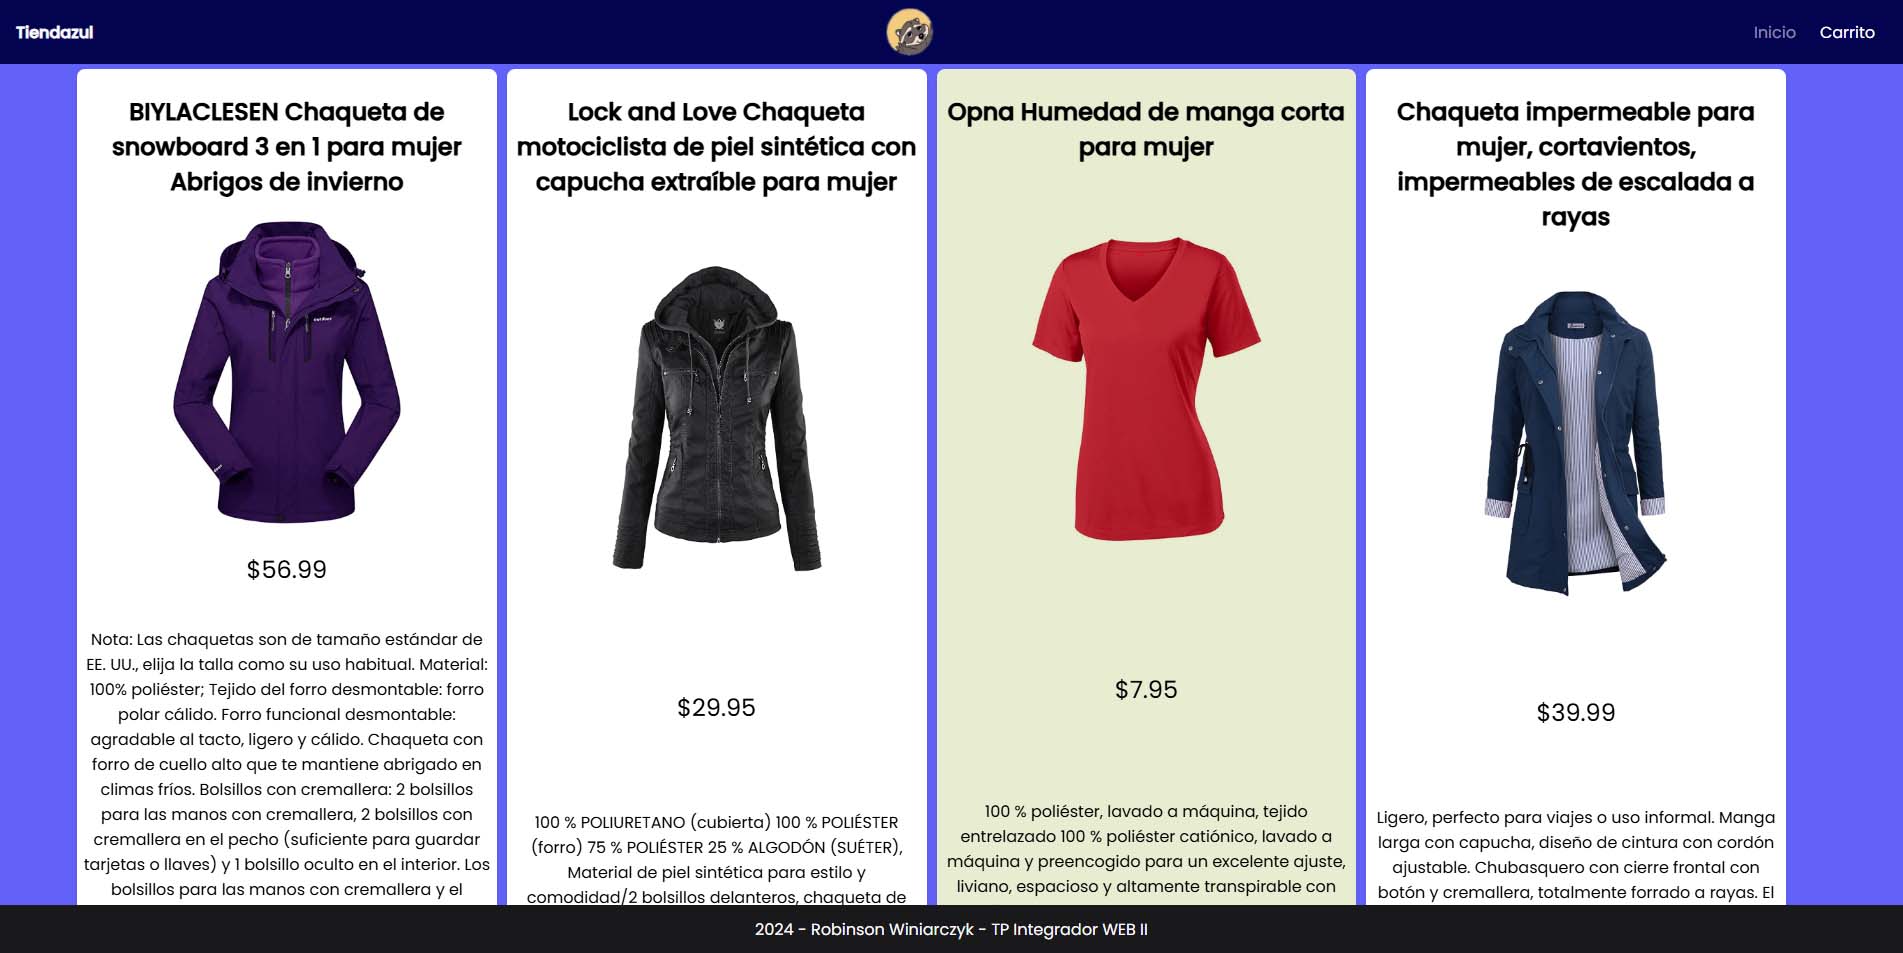 Tiendazul
Inicio Carrito
BIYLACLESEN Chaqueta de
snowboard 3 en 1 para mujer
Abrigos de invierno
$56.99
Nota: Las chaquetas son de tamaño estándar de
EE. UU., elija la talla como su uso habitual. Material:
100% poliéster; Tejido del forro desmontable: forro
polar cálido. Forro funcional desmontable:
agradable al tacto, ligero y cálido. Chaqueta con
forro de cuello alto que te mantiene abrigado en
climas fríos. Bolsillos con cremallera: 2 bolsillos
para las manos con cremallera, 2 bolsillos con
cremallera en el pecho (suficiente para guardar
tarjetas o llaves) y 1 bolsillo oculto en el interior. Los
bolsillos para las manos con cremallera y el
Lock and Love Chaqueta
motociclista de piel sintética con
capucha extraíble para mujer
$29.95
100 % POLIURETANO (cubierta) 100 % POLIÉSTER
(forro) 75 % POLIÉSTER 25 % ALGODÓN (SUÉTER),
Material de piel sintética para estilo y
comodidad/2 bolsillos delanteros, chaqueta de
Opna Humedad de manga corta
para mujer
$7.95
100 % poliéster, lavado a máquina, tejido
entrelazado 100 % poliéster catiónico, lavado a
máquina y preencogido para un excelente ajuste,
liviano, espacioso y altamente transpirable con
Chaqueta impermeable para
mujer, cortavientos,
impermeables de escalada a
rayas
$39.99
Ligero, perfecto para viajes o uso informal. Manga
larga con capucha, diseño de cintura con cordón
ajustable. Chubasquero con cierre frontal con
botón y cremallera, totalmente forrado a rayas. El
2024 - Robinson Winiarczyk - TP Integrador WEB II